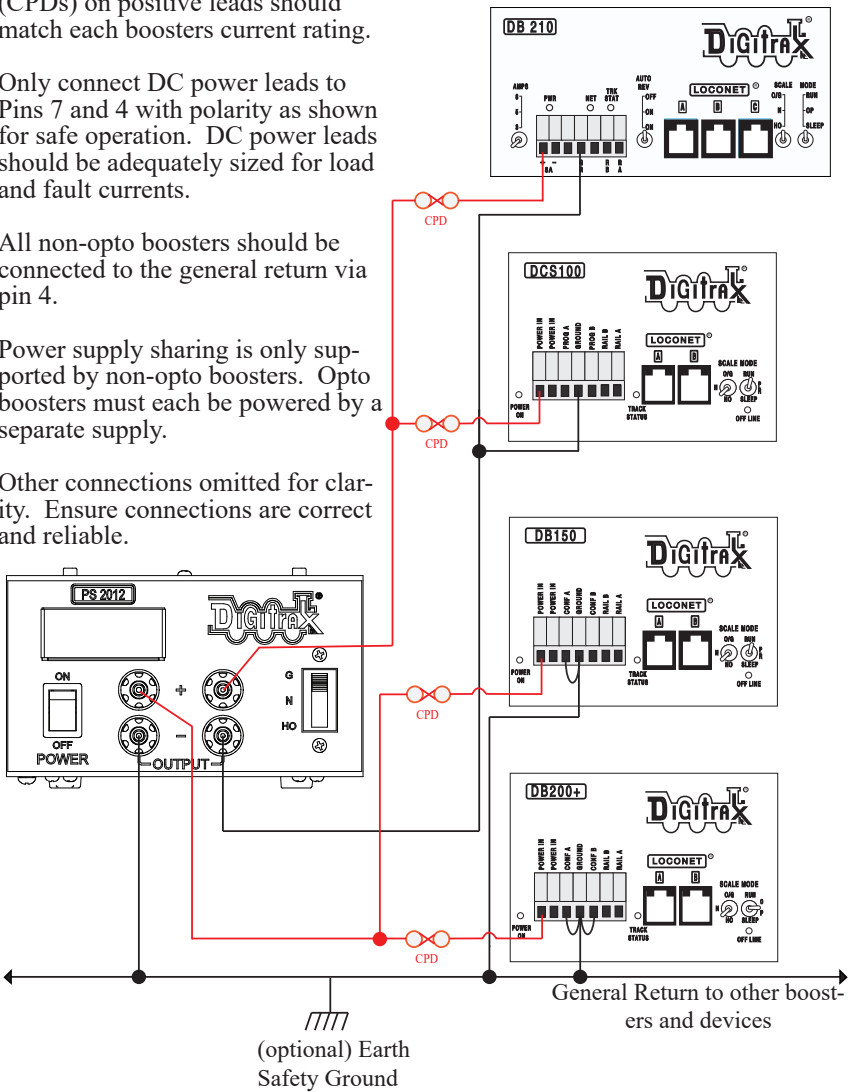 (CPDs) on positive leads should
match each boosters current rating.
Only connect DC power leads to
Pins 7 and 4 with polarity as shown
for safe operation.  DC power leads
should be adequately sized for load
and fault currents.
All non-opto boosters should be
connected to the general return via
pin 4.
Power supply sharing is only sup-
ported by non-opto boosters.  Opto
boosters must each be powered by a
separate supply.
Other connections omitted for clar-
ity.  Ensure connections are correct
and reliable.
DB 210
DIGITRAX
AMPS
8
5
3
PWR
NET
TRK
STAT
AUTO
REV
OFF
ON
ON
LOCONET
A
B
C
SCALE
O/G
N
HO
MODE
RUN
OP
SLEEP
+ -
8A
R
B
R
A
CPD
DCS100
DIGITRAX
POWER IN
POWER IN
PROG A
GROUND
PROG B
RAIL B
RAIL A
POWER
ON
TRACK
STATUS
LOCONET
A
B
SCALE MODE
O/G RUN
N
P
R
HO SLEEP
OFF LINE
CPD
DB150
DIGITRAX
POWER IN
POWER IN
CONF A
GROUND
CONF B
RAIL B
RAIL A
POWER
ON
TRACK
STATUS
LOCONET
A
B
SCALE MODE
O/G RUN
N
P
R
HO SLEEP
OFF LINE
CPD
PS 2012
DIGITRAX
ON
OFF
POWER
+
-
OUTPUT
G
N
HO
DB200+
DIGITRAX
POWER IN
POWER IN
CONF A
GROUND
CONF B
RAIL B
RAIL A
POWER
ON
TRACK
STATUS
LOCONET
A
B
SCALE MODE
O/G RUN
N
O
P
HO SLEEP
OFF LINE
CPD
General Return to other boost-
ers and devices
(optional) Earth
Safety Ground